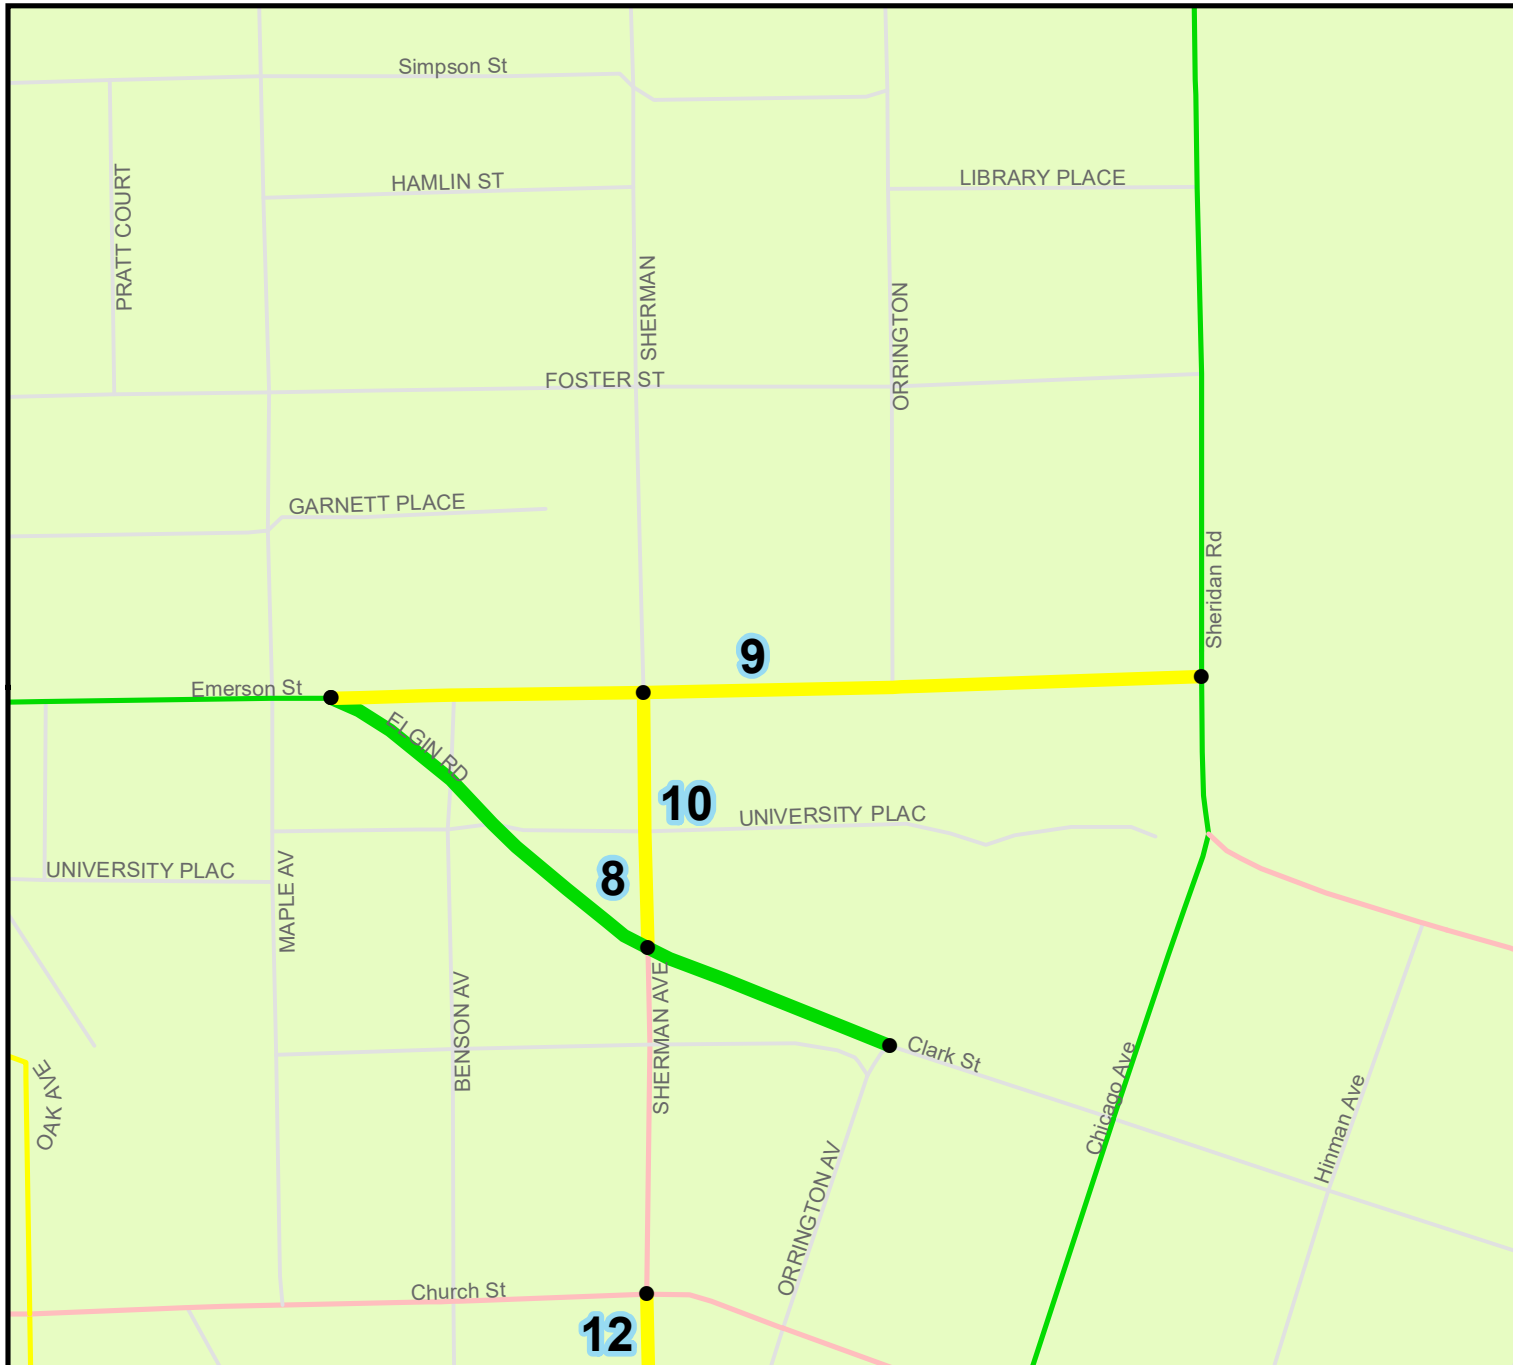 Simpson St
HAMLIN ST
LIBRARY PLACE
PRATT COURT
SHERMAN
ORRINGTON
FOSTER ST
GARNETT PLACE
Sheridan Rd
9
Emerson St
ELGIN RD
10
UNIVERSITY PLAC
UNIVERSITY PLAC
8
MAPLE AV
BENSON AV
SHERMAN AVE
Clark St
OAK AVE
Chicago Ave
Hinman Ave
ORRINGTON AV
Church St
12